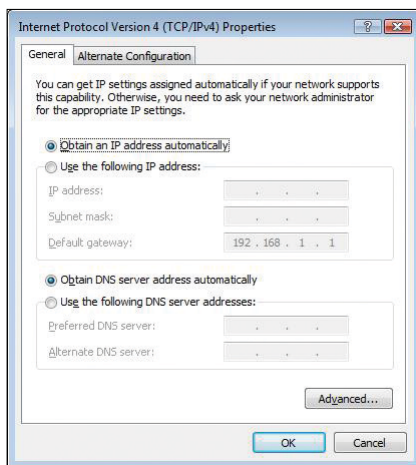 Internet Protocol Version 4 (TCP/IPv4) Properties
General
Alternate Configuration
You can get IP settings assigned automatically if your network supports
this capability. Otherwise, you need to ask your network administrator
for the appropriate IP settings.
Obtain an IP address automatically
Use the following IP address:
IP address:
. . .
Subnet mask:
. . .
Default gateway:
192 . 168 . 1 . 1
Obtain DNS server address automatically
Use the following DNS server addresses:
Preferred DNS server:
. . .
Alternate DNS server:
. . .
Advanced...
OK
Cancel